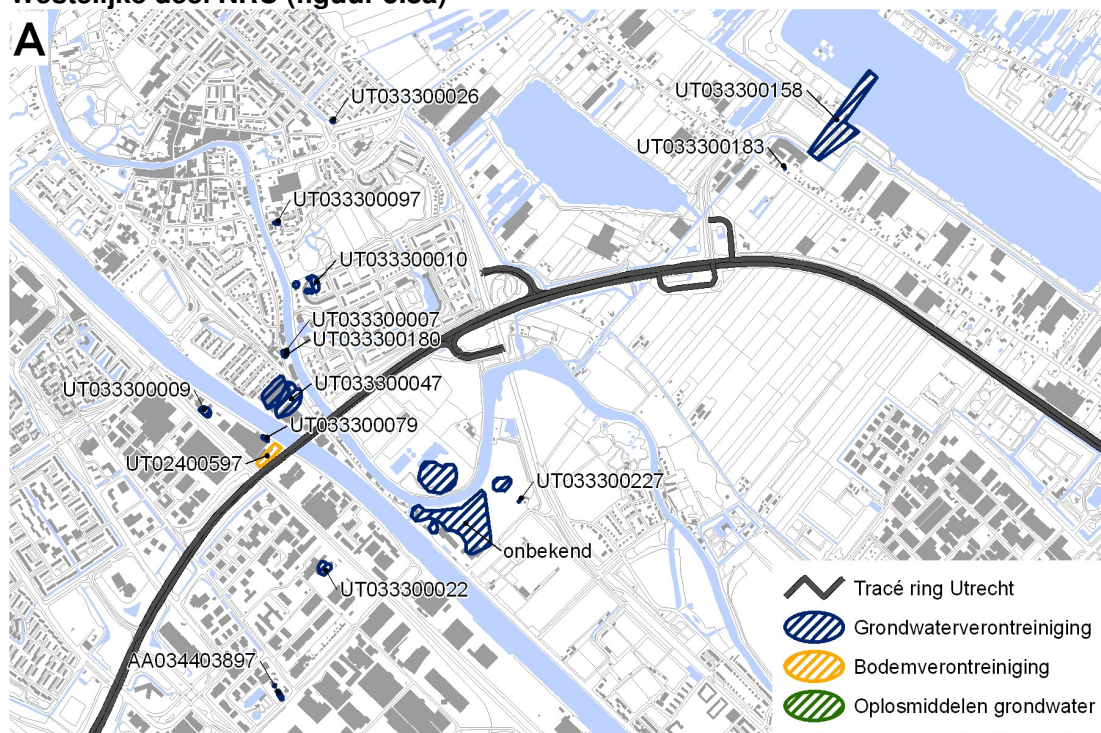 A
UT033300026
UT033300158
UT033300183
UT033300097
UT033300010
UT033300007
UT033300180
UT033300047
UT033300009
UT033300079
UT02400597
UT033300227
onbekend
UT033300022
AA034403897
Tracé ring Utrecht
Grondwaterverontreiniging
Bodemverontreiniging
Oplosmiddelen grondwater